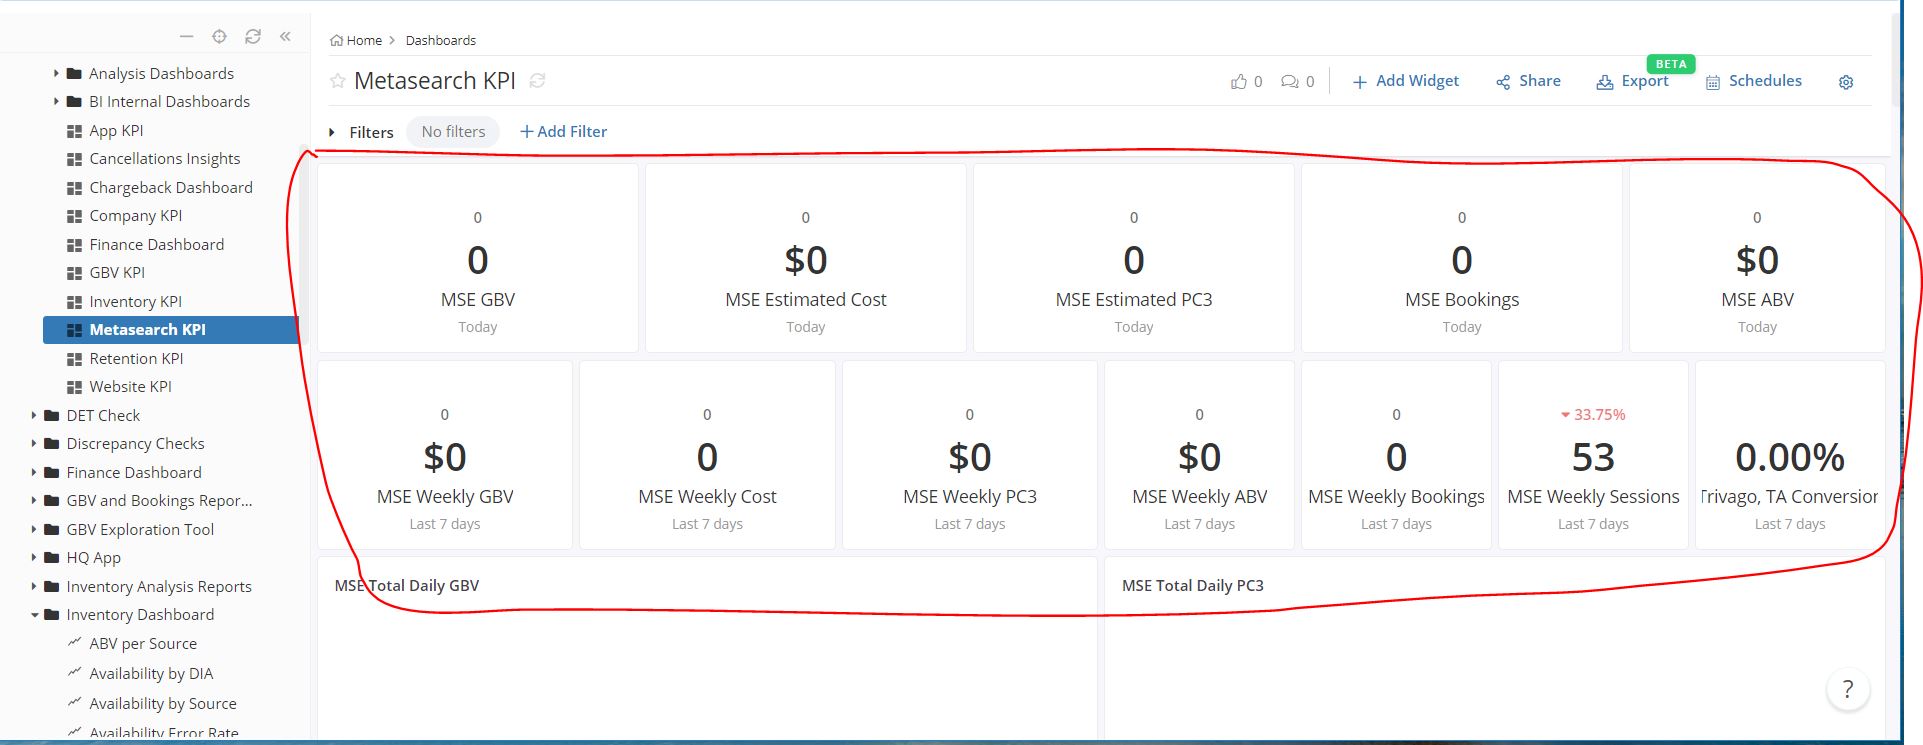 Analysis Dashboards
BI Internal Dashboards
App KPI
Cancellations Insights
Chargeback Dashboard
Company KPI
Finance Dashboard
GBV KPI
Inventory KPI
Metasearch KPI
Retention KPI
Website KPI
DET Check
Discrepancy Checks
Finance Dashboard
GBV and Bookings Repor...
GBV Exploration Tool
HQ App
Inventory Analysis Reports
Inventory Dashboard
ABV per Source
Availability by DIA
Availability by Source
Availability Error Rate
Home > Dashboards
Metasearch KPI
0 0 + Add Widget Share Export BETA Schedules
Filters No filters + Add Filter
0
0
MSE GBV
Today
0
$0
MSE Estimated Cost
Today
0
0
MSE Estimated PC3
Today
0
0
MSE Bookings
Today
0
$0
MSE ABV
Today
0
$0
MSE Weekly GBV
Last 7 days
0
0
MSE Weekly Cost
Last 7 days
0
$0
MSE Weekly PC3
Last 7 days
0
$0
MSE Weekly ABV
Last 7 days
0
0
MSE Weekly Bookings
Last 7 days
33.75%
53
MSE Weekly Sessions
Last 7 days
0.00%
Trivago, TA Conversion
Last 7 days
MSE Total Daily GBV
MSE Total Daily PC3
?